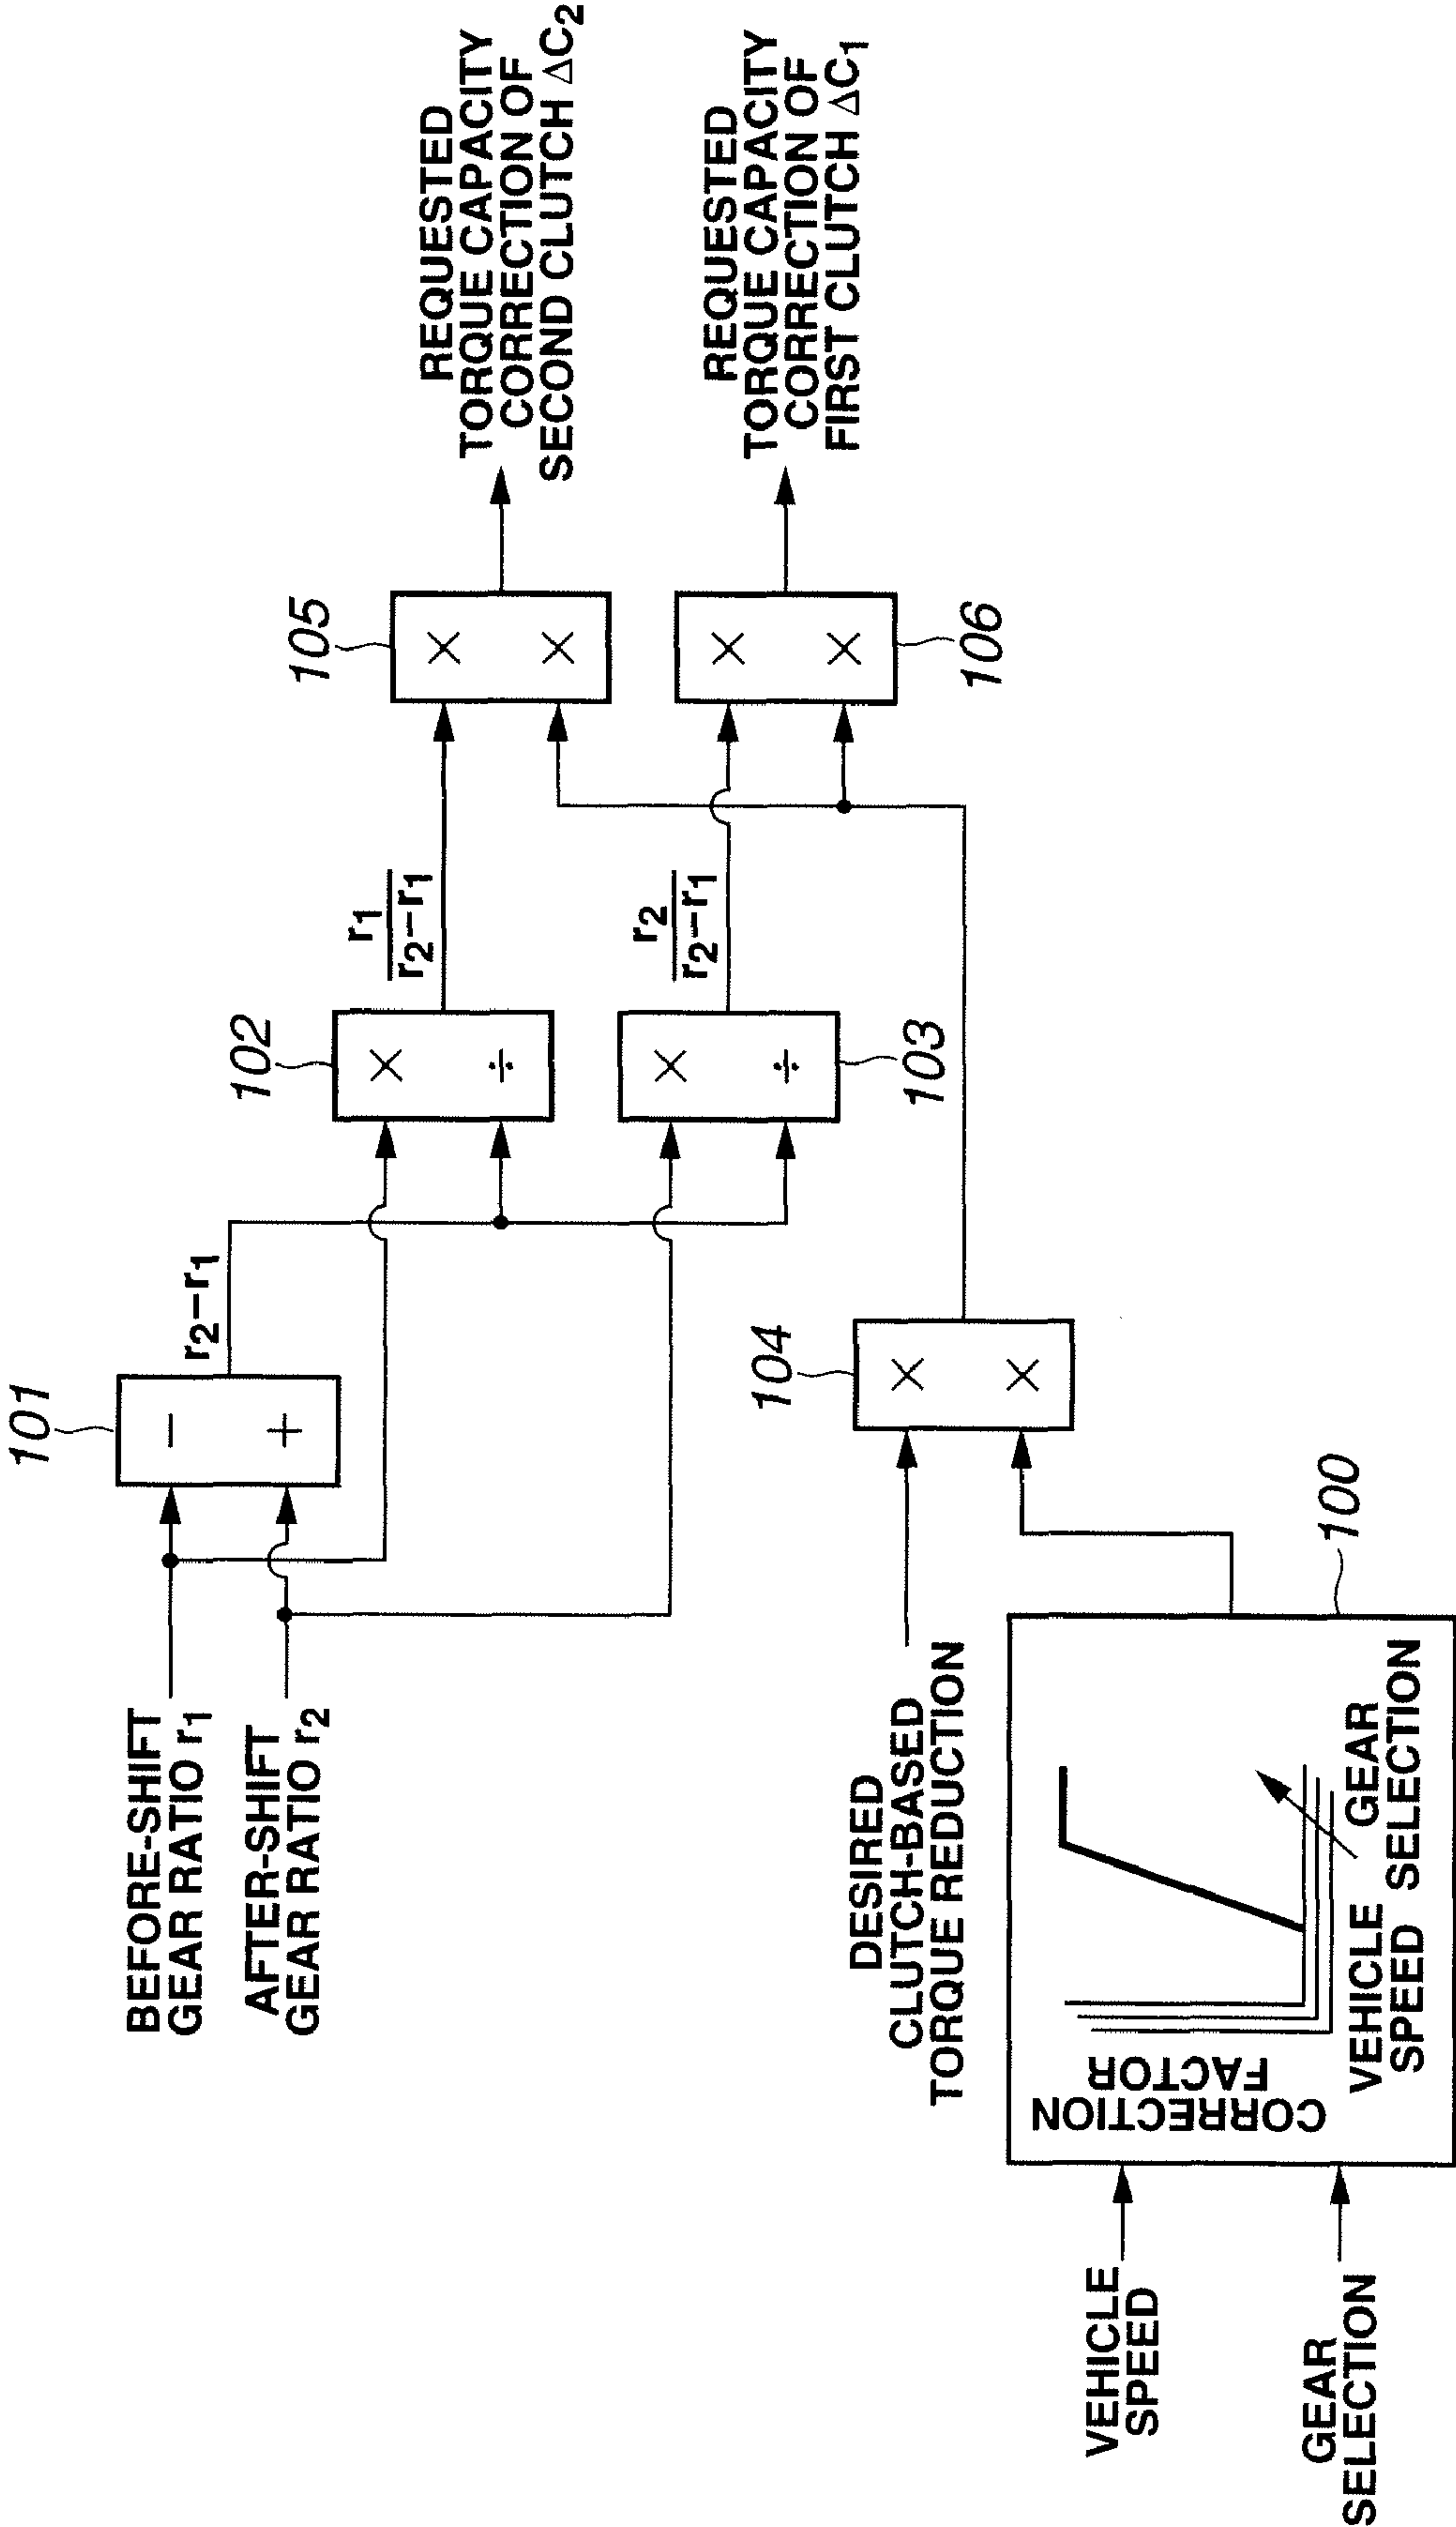 101
BEFORE-SHIFT
GEAR RATIO r1
−
+
r2−r1
AFTER-SHIFT
GEAR RATIO r2
102
×
÷
r1
r2−r1
105
×
×
REQUESTED
TORQUE CAPACITY
CORRECTION OF
SECOND CLUTCH ΔC2
×
÷
103
r2
r2−r1
×
×
106
REQUESTED
TORQUE CAPACITY
CORRECTION OF
FIRST CLUTCH ΔC1
DESIRED
CLUTCH-BASED
TORQUE REDUCTION
104
×
×
VEHICLE
SPEED
GEAR
SELECTION
100
CORRECTION
FACTOR
VEHICLE
SPEED
GEAR
SELECTION